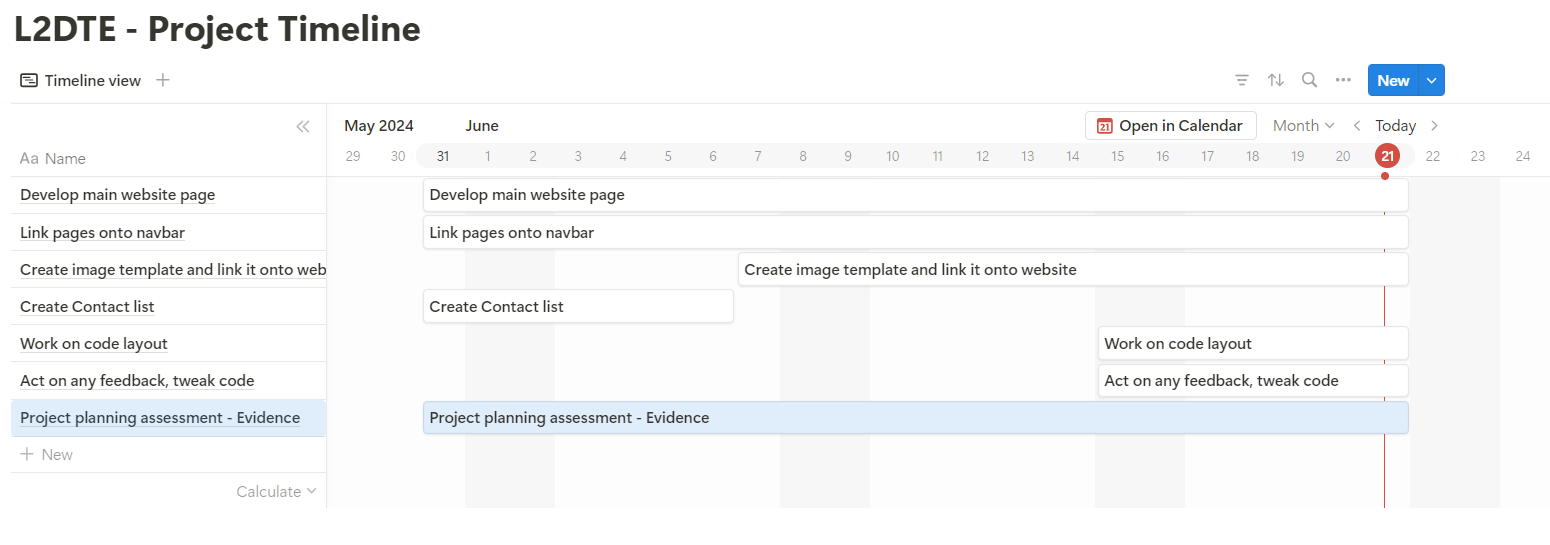 L2DTE - Project Timeline
Timeline view
New
May 2024 June
Open in Calendar Month Today
Aa Name
29 30 31 1 2 3 4 5 6 7 8 9 10 11 12 13 14 15 16 17 18 19 20 21 22 23 24
Develop main website page Develop main website page
Link pages onto navbar Link pages onto navbar
Create image template and link it onto web Create image template and link it onto website
Create Contact list Create Contact list
Work on code layout Work on code layout
Act on any feedback, tweak code Act on any feedback, tweak code
Project planning assessment - Evidence Project planning assessment - Evidence
New
Calculate